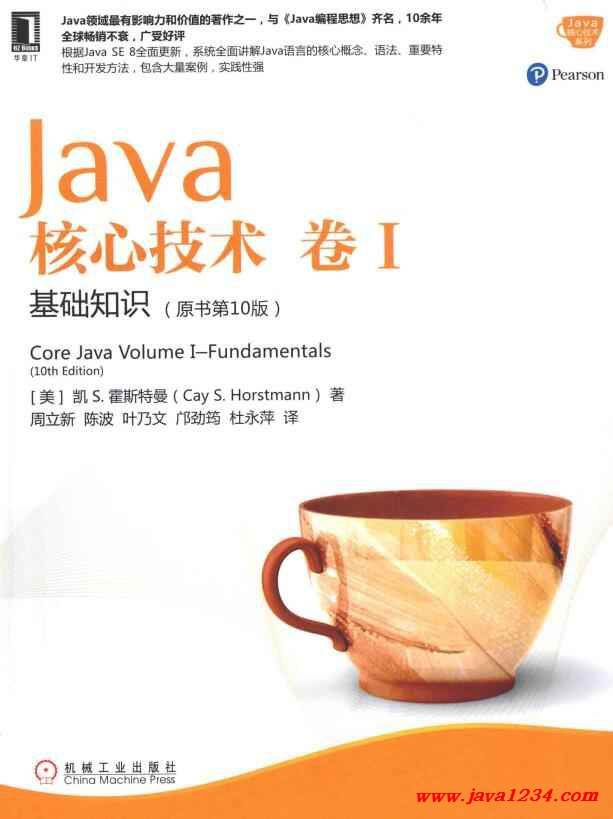 Java领域最有影响力和价值的著作之一，与《Java编程思想》齐名，10余年
全球畅销不衰，广受好评
根据Java SE 8全面更新，系统全面讲解Java语言的核心概念、语法、重要特
性和开发方法，包含大量案例，实践性强
HZ Books
华章IT
Java
核心技术
系列
Pearson
Java
核心技术 卷 I
基础知识（原书第10版）
Core Java Volume I–Fundamentals
(10th Edition)
［美］ 凯 S. 霍斯特曼（Cay S. Horstmann）著
周立新 陈波 叶乃文 邝劲筠 杜永萍 译
机械工业出版社
China Machine Press
www.java1234.com